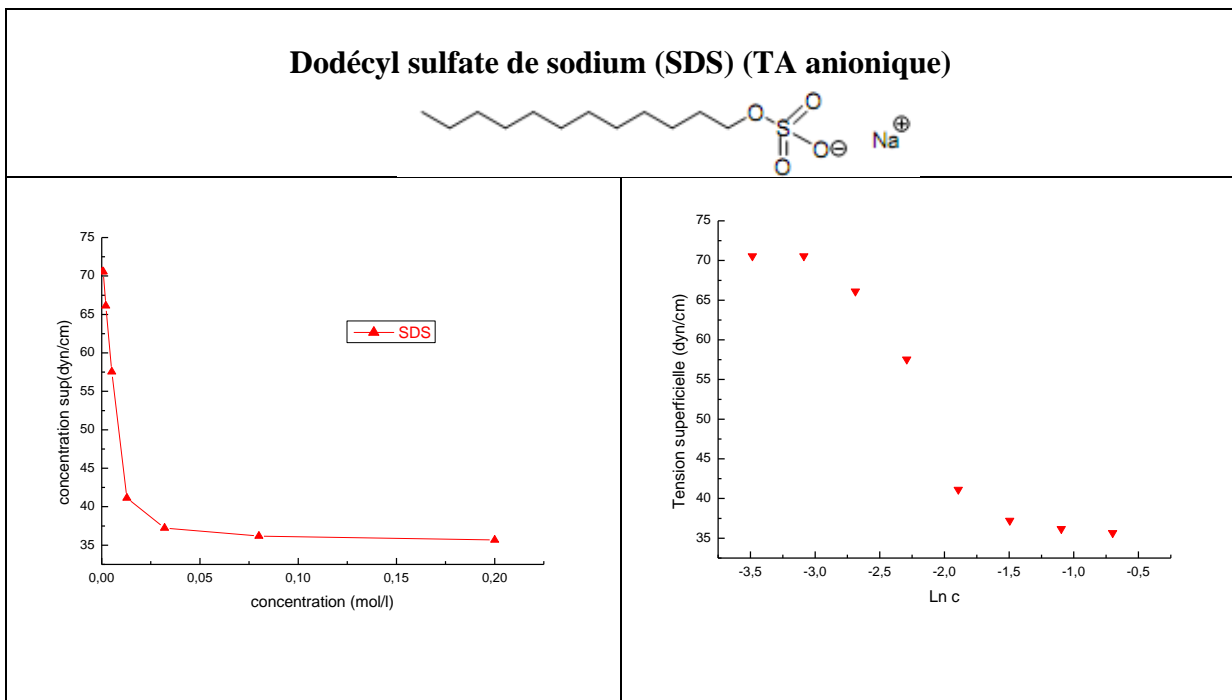 Dodécyl sulfate de sodium (SDS) (TA anionique)
O
O
S
O⊖ Na⊕
O
75
70
65
60
55
50
45
40
35
concentration sup(dyn/cm)
SDS
0,00 0,05 0,10 0,15 0,20
concentration (mol/l)
75
70
65
60
55
50
45
40
35
Tension superficielle (dyn/cm)
-3,5 -3,0 -2,5 -2,0 -1,5 -1,0 -0,5
Ln c